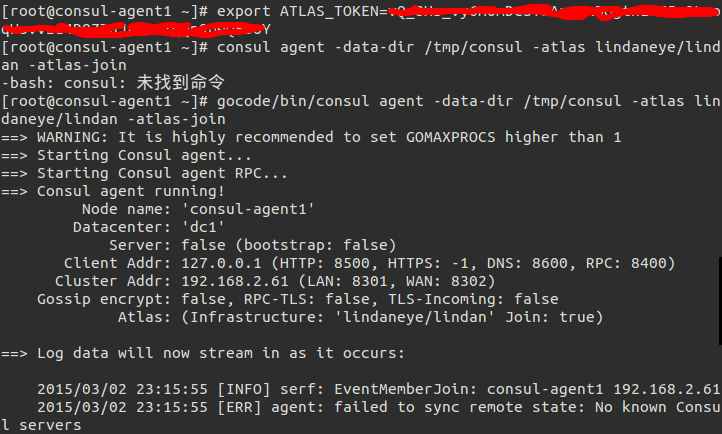 [root@consul-agent1 ~]# export ATLAS_TOKEN=
[root@consul-agent1 ~]# consul agent -data-dir /tmp/consul -atlas lindaneye/lind
an -atlas-join
-bash: consul: 未找到命令
[root@consul-agent1 ~]# gocode/bin/consul agent -data-dir /tmp/consul -atlas lin
daneye/lindan -atlas-join
==> WARNING: It is highly recommended to set GOMAXPROCS higher than 1
==> Starting Consul agent...
==> Starting Consul agent RPC...
==> Consul agent running!
Node name: 'consul-agent1'
Datacenter: 'dc1'
Server: false (bootstrap: false)
Client Addr: 127.0.0.1 (HTTP: 8500, HTTPS: -1, DNS: 8600, RPC: 8400)
Cluster Addr: 192.168.2.61 (LAN: 8301, WAN: 8302)
Gossip encrypt: false, RPC-TLS: false, TLS-Incoming: false
Atlas: (Infrastructure: 'lindaneye/lindan' Join: true)
==> Log data will now stream in as it occurs:
2015/03/02 23:15:55 [INFO] serf: EventMemberJoin: consul-agent1 192.168.2.61
2015/03/02 23:15:55 [ERR] agent: failed to sync remote state: No known Consu
l servers